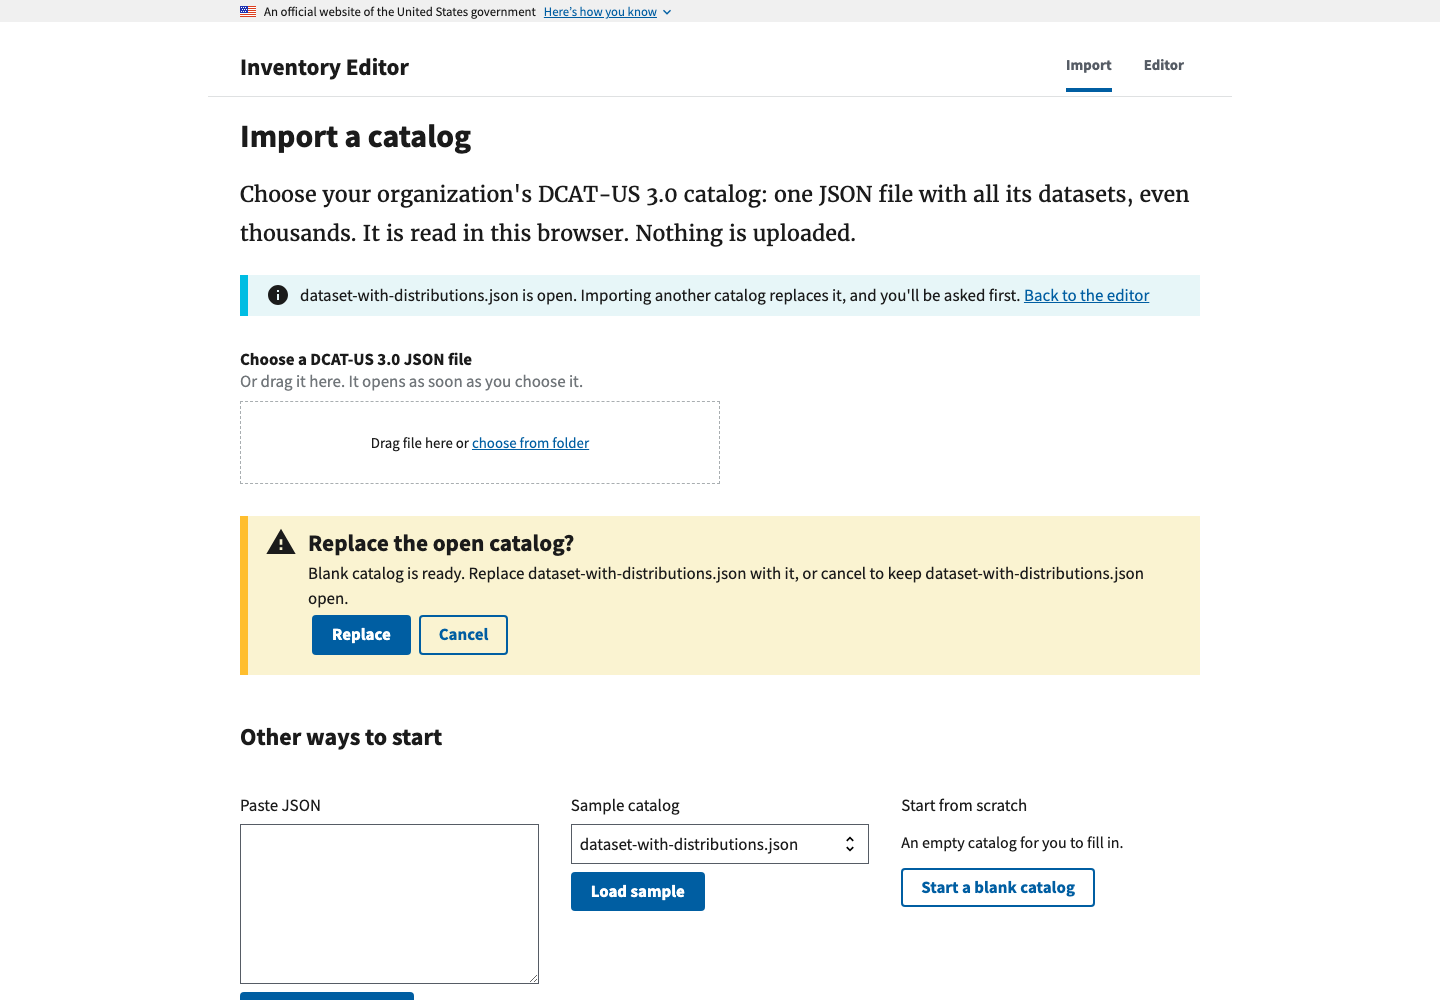 An official website of the United States government Here's how you know
Inventory Editor
Import
Editor
Import a catalog
Choose your organization's DCAT-US 3.0 catalog: one JSON file with all its datasets, even
thousands. It is read in this browser. Nothing is uploaded.
dataset-with-distributions.json is open. Importing another catalog replaces it, and you'll be asked first. Back to the editor
Choose a DCAT-US 3.0 JSON file
Or drag it here. It opens as soon as you choose it.
Drag file here or choose from folder
Replace the open catalog?
Blank catalog is ready. Replace dataset-with-distributions.json with it, or cancel to keep dataset-with-distributions.json
open.
Replace
Cancel
Other ways to start
Paste JSON
Sample catalog
dataset-with-distributions.json
Load sample
Start from scratch
An empty catalog for you to fill in.
Start a blank catalog